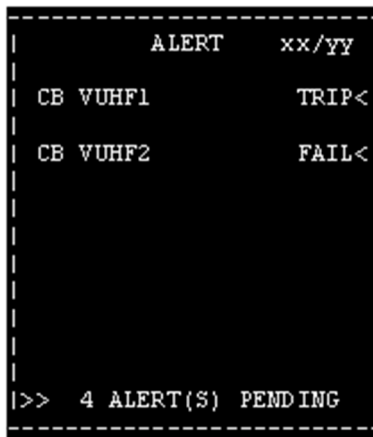 ALERT xx/yy
CB VUHF1 TRIP<
CB VUHF2 FAIL<
>> 4 ALERT(S) PENDING